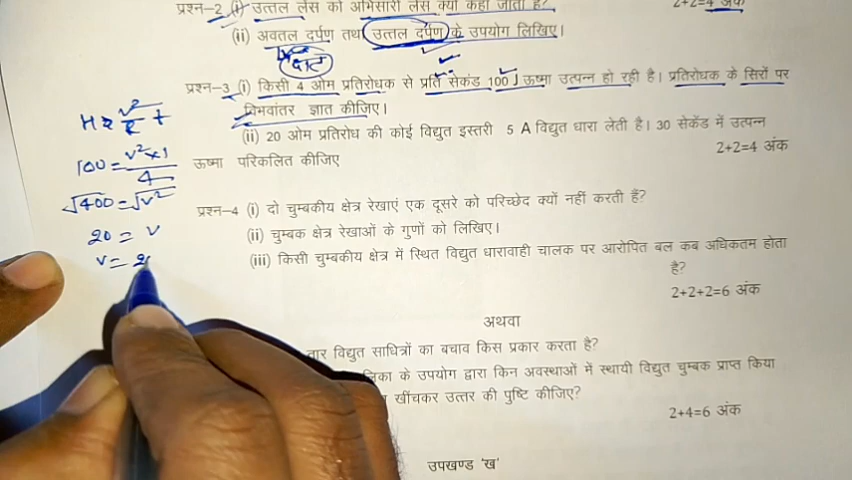 प्रश्न–2 (i) उत्तल लेंस को अभिसारी लेंस क्यों कहा जाता है? 2+2=4 अंक
(ii) अवतल दर्पण तथ उत्तल दर्पण के उपयोग लिखिए।
प्रश्न–3 (i) किसी 4 ओम प्रतिरोधक से प्रति सेकंड 100 J ऊष्मा उत्पन्न हो रही है। प्रतिरोधक के सिरों पर
विभवांतर ज्ञात कीजिए।
(ii) 20 ओम प्रतिरोध की कोई विद्युत इस्तरी 5 A विद्युत धारा लेती है। 30 सेकेंड में उत्पन्न
ऊष्मा परिकलित कीजिए 2+2=4 अंक
H = V²/R t
100 = V²×1/4
√400 = √V²
20 = V
V = 2
प्रश्न–4 (i) दो चुम्बकीय क्षेत्र रेखाएं एक दूसरे को परिच्छेद क्यों नहीं करती है?
(ii) चुम्बक क्षेत्र रेखाओं के गुणों को लिखिए।
(iii) किसी चुम्बकीय क्षेत्र में स्थित विद्युत धारावाही चालक पर आरोपित बल कब अधिकतम होता
है?
2+2+2=6 अंक
अथवा
तार विद्युत साधित्रों का बचाव किस प्रकार करता है?
लिका के उपयोग द्वारा किन अवस्थाओं में स्थायी विद्युत चुम्बक प्राप्त किया
खींचकर उत्तर की पुष्टि कीजिए?
2+4=6 अंक
उपखण्ड 'ख'